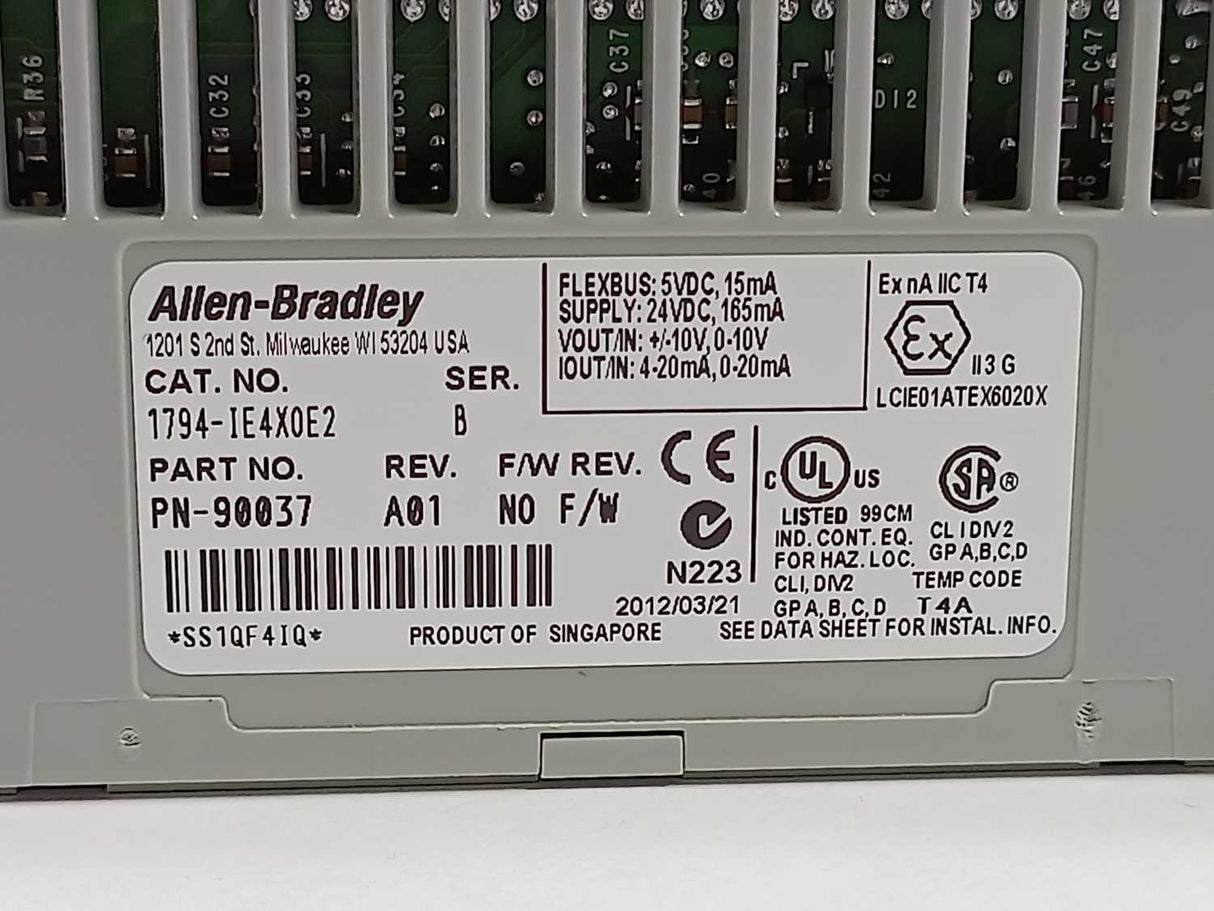 R36
C32
C33
C34
C37
DI2
C47
C49
40
42
46
Allen-Bradley
1201 S 2nd St. Milwaukee WI 53204 USA
CAT. NO. SER.
1794-IE4XOE2 B
PART NO. REV. F/W REV.
PN-90037 A01 NO F/W
*SS1QF4IQ*
PRODUCT OF SINGAPORE
FLEXBUS: 5VDC, 15mA
SUPPLY: 24VDC, 165mA
VOUT/IN: +/-10V, 0-10V
IOUT/IN: 4-20mA, 0-20mA
Ex nA IIC T4
Ex
II 3 G
LCIE01ATEX6020X
CE
N223
2012/03/21
C UL US
LISTED 99CM
IND. CONT. EQ.
FOR HAZ. LOC.
CL I, DIV2
GP A, B, C, D
SA ®
CL I DIV 2
GP A,B,C,D
TEMP CODE
T4A
SEE DATA SHEET FOR INSTAL. INFO.